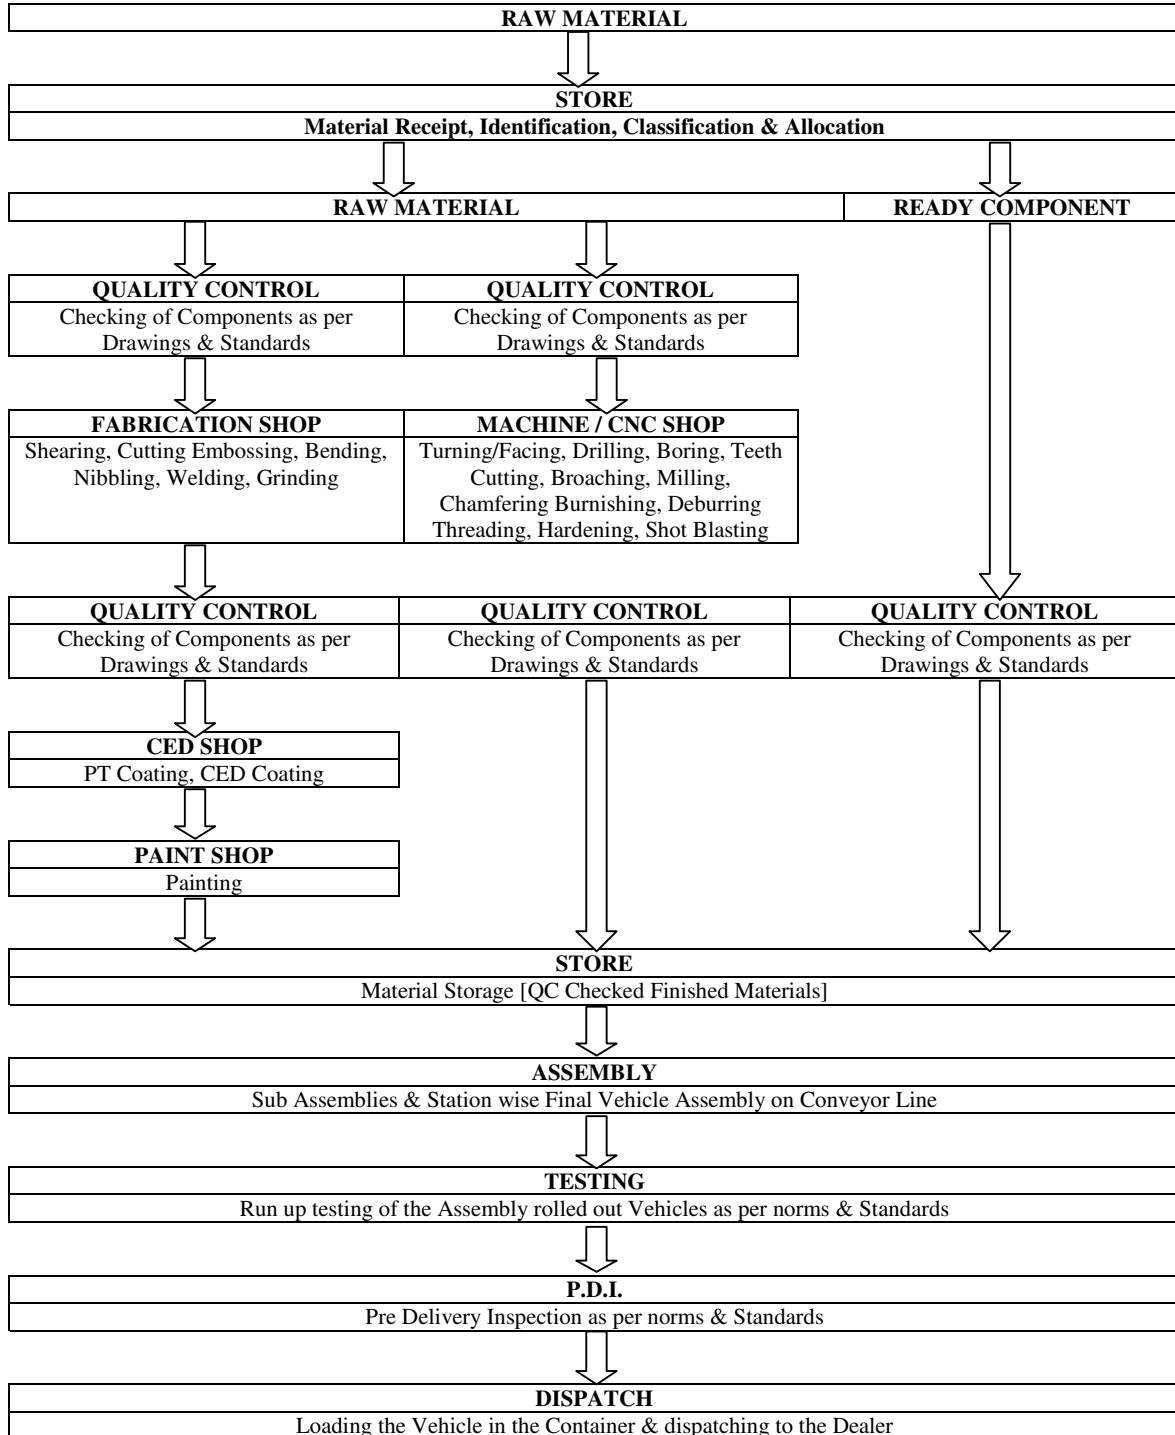 RAW MATERIAL
STORE
Material Receipt, Identification, Classification & Allocation
RAW MATERIAL
READY COMPONENT
QUALITY CONTROL
Checking of Components as per
Drawings & Standards
QUALITY CONTROL
Checking of Components as per
Drawings & Standards
FABRICATION SHOP
Shearing, Cutting Embossing, Bending,
Nibbling, Welding, Grinding
MACHINE / CNC SHOP
Turning/Facing, Drilling, Boring, Teeth
Cutting, Broaching, Milling,
Chamfering Burnishing, Deburring
Threading, Hardening, Shot Blasting
QUALITY CONTROL
Checking of Components as per
Drawings & Standards
QUALITY CONTROL
Checking of Components as per
Drawings & Standards
QUALITY CONTROL
Checking of Components as per
Drawings & Standards
CED SHOP
PT Coating, CED Coating
PAINT SHOP
Painting
STORE
Material Storage [QC Checked Finished Materials]
ASSEMBLY
Sub Assemblies & Station wise Final Vehicle Assembly on Conveyor Line
TESTING
Run up testing of the Assembly rolled out Vehicles as per norms & Standards
P.D.I.
Pre Delivery Inspection as per norms & Standards
DISPATCH
Loading the Vehicle in the Container & dispatching to the Dealer